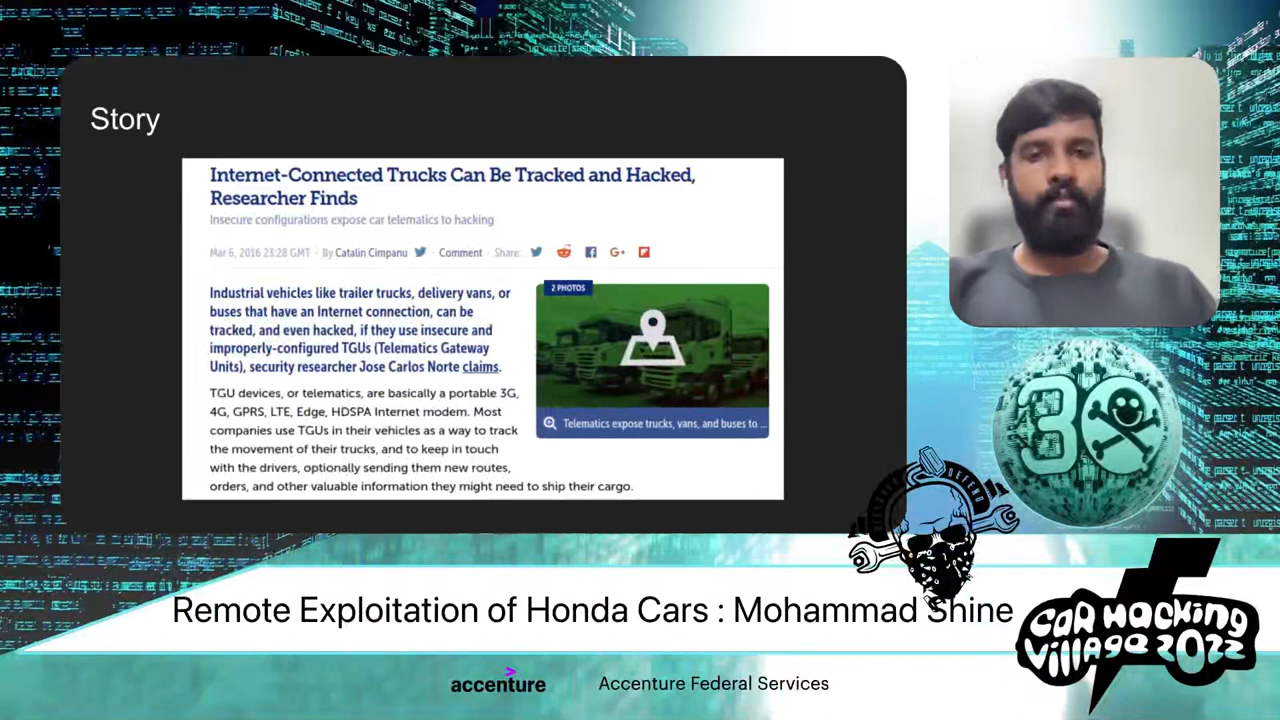 Story
Internet-Connected Trucks Can Be Tracked and Hacked,
Researcher Finds
Insecure configurations expose car telematics to hacking
Mar 6, 2016 23:28 GMT · By Catalin Cimpanu · Comment · Share:
Industrial vehicles like trailer trucks, delivery vans, or
buses that have an Internet connection, can be
tracked, and even hacked, if they use insecure and
improperly-configured TGUs (Telematics Gateway
Units), security researcher Jose Carlos Norte claims.
2 PHOTOS
Telematics expose trucks, vans, and buses to ...
TGU devices, or telematics, are basically a portable 3G,
4G, GPRS, LTE, Edge, HDSPA Internet modem. Most
companies use TGUs in their vehicles as a way to track
the movement of their trucks, and to keep in touch
with the drivers, optionally sending them new routes,
orders, and other valuable information they might need to ship their cargo.
30
DEFEND
Remote Exploitation of Honda Cars : Mohammad Shine
CAR HACKING
VILLAGE 2022
accenture
Accenture Federal Services